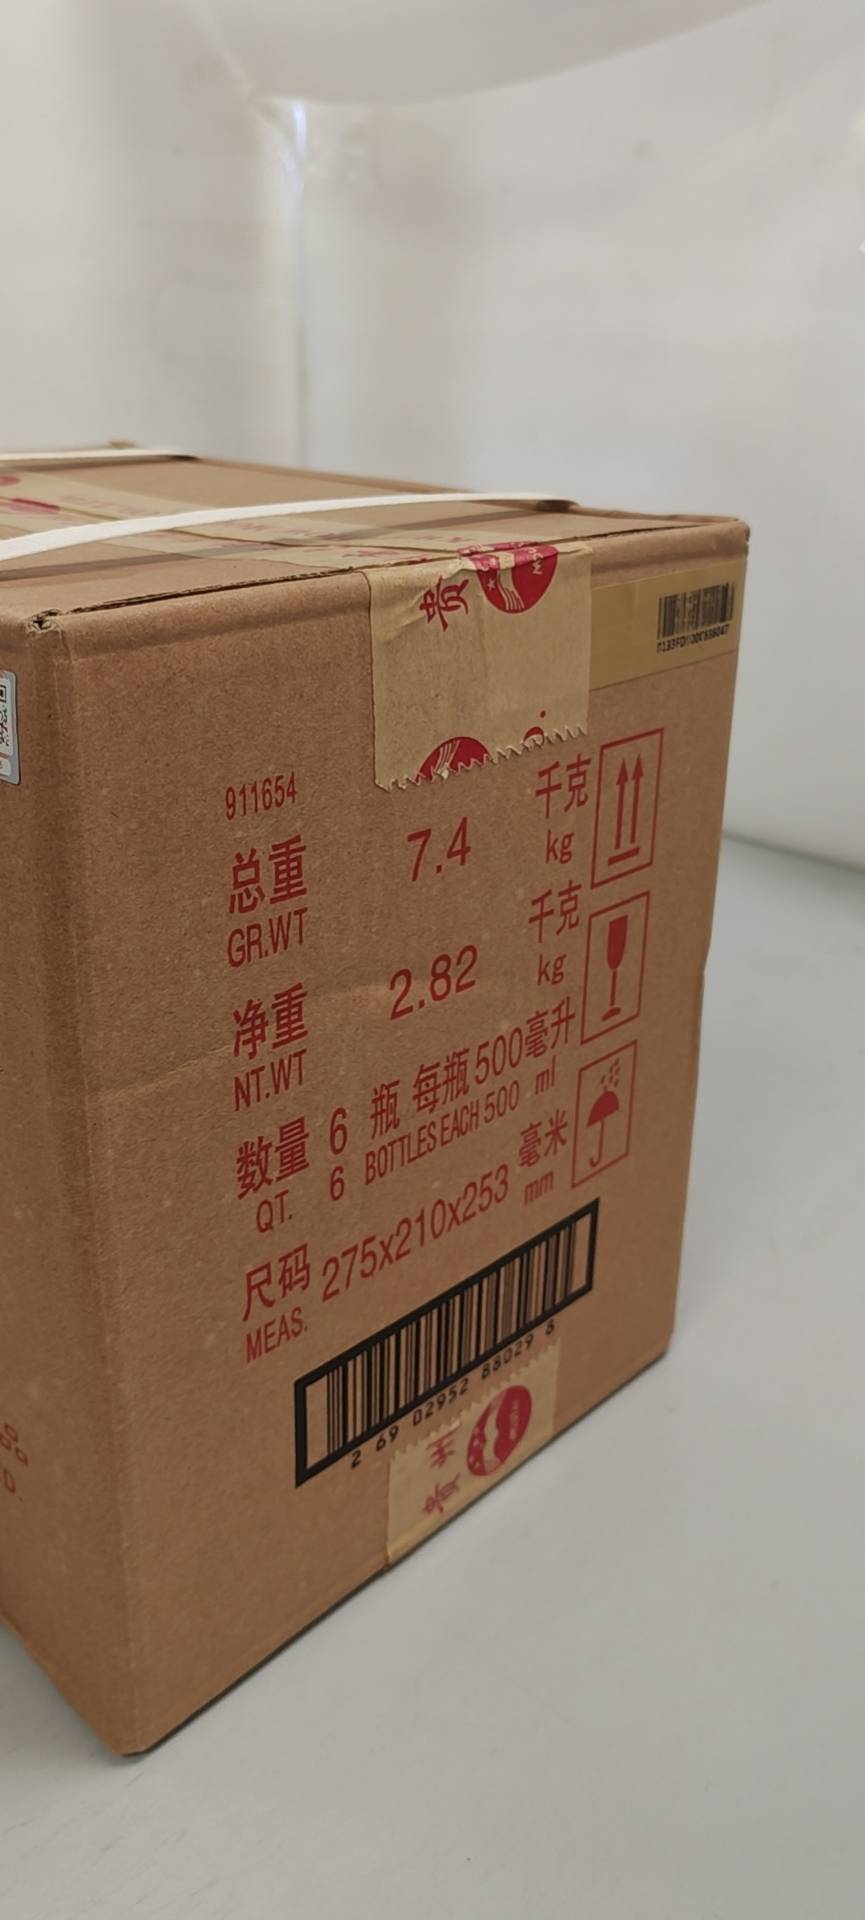 贵
911654
总重 7.4 千克
GR.WT kg
净重 2.82 千克
NT.WT kg
数量 6 瓶 每瓶 500 毫升
QT. 6 BOTTLES EACH 500 ml
尺码 275x210x253 毫米
MEAS. mm
2 69 02952 88029 8